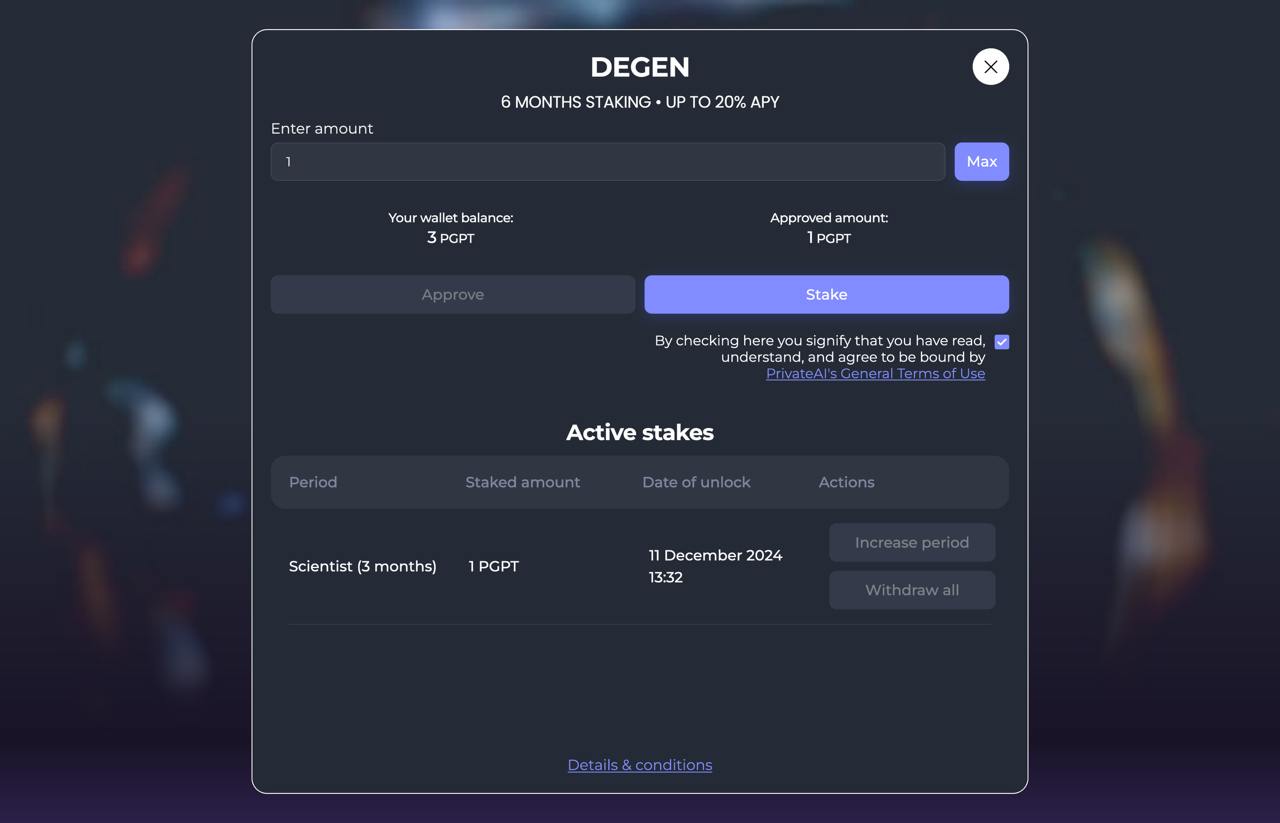 DEGEN
6 MONTHS STAKING • UP TO 20% APY
Enter amount
1
Max
Your wallet balance:
3 PGPT
Approved amount:
1 PGPT
Approve
Stake
By checking here you signify that you have read,
understand, and agree to be bound by
PrivateAI's General Terms of Use
Active stakes
Period Staked amount Date of unlock Actions
Scientist (3 months) 1 PGPT
11 December 2024
13:32
Increase period
Withdraw all
Details & conditions